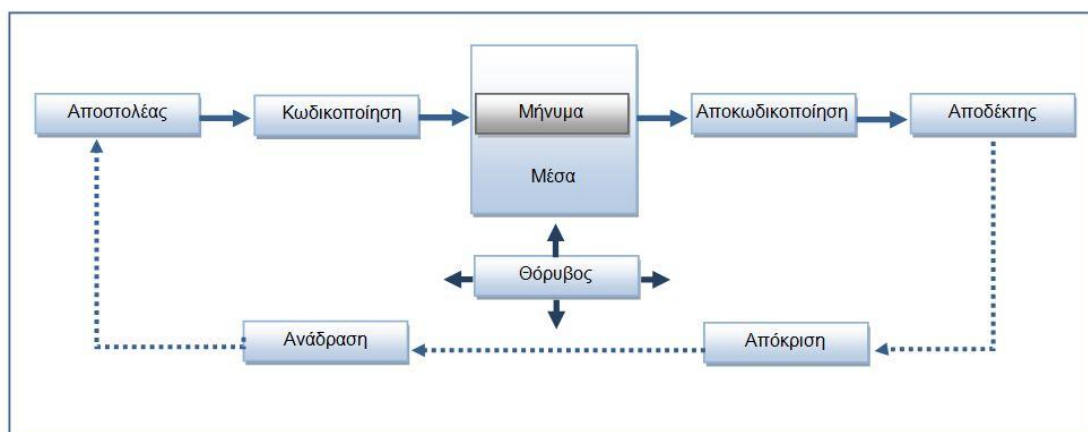 Αποστολέας
Κωδικοποίηση
Μήνυμα
Μέσα
Αποκωδικοποίηση
Αποδέκτης
Θόρυβος
Ανάδραση
Απόκριση